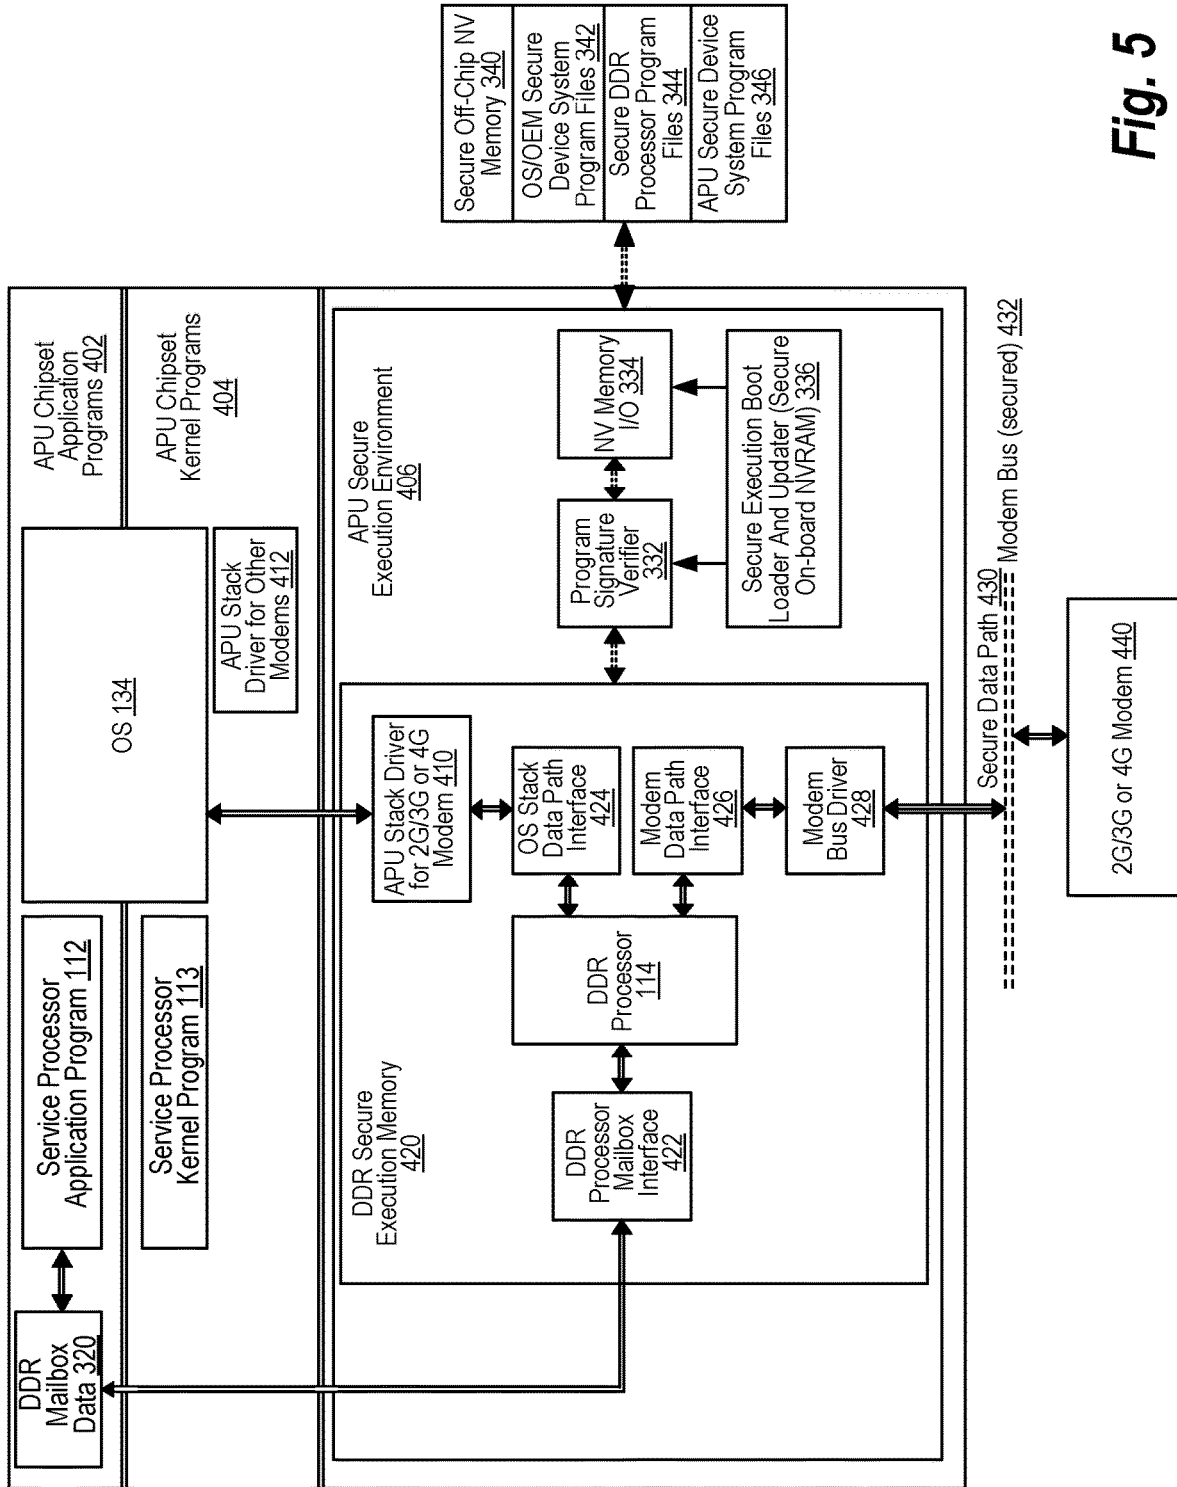 DDR
Mailbox
Data 320
Service Processor
Application Program 112
Service Processor
Kernel Program 113
OS 134
APU Stack
Driver for Other
Modems 412
APU Chipset
Application
Programs 402
APU Chipset
Kernel Programs
404
DDR Secure
Execution Memory
420
DDR
Processor
Mailbox
Interface
422
DDR
Processor
114
APU Stack Driver
for 2G/3G or 4G
Modem 410
OS Stack
Data Path
Interface
424
Modem
Data Path
Interface
426
Modem
Bus Driver
428
APU Secure
Execution Environment
406
Program
Signature
Verifier
332
NV Memory
I/O 334
Secure Execution Boot
Loader And Updater (Secure
On-board NVRAM) 336
Secure Off-Chip NV
Memory 340
OS/OEM Secure
Device System
Program Files 342
Secure DDR
Processor Program
Files 344
APU Secure Device
System Program
Files 346
Secure Data Path 430
Modem Bus (secured) 432
2G/3G or 4G Modem 440
Fig. 5